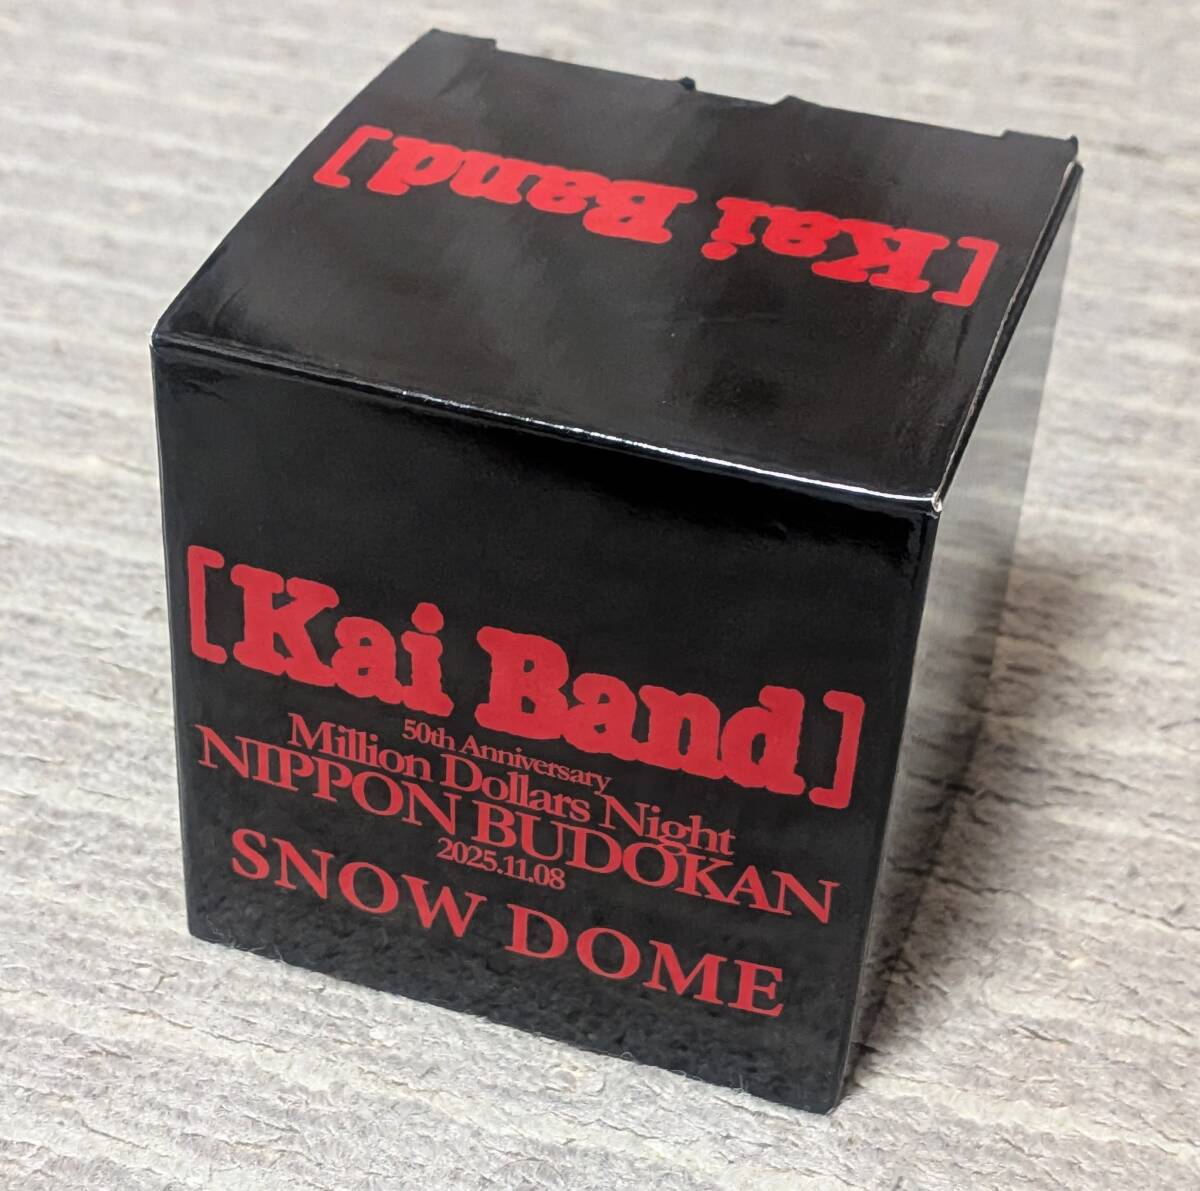 [Kai Band]
[Kai Band]
50th Anniversary
Million Dollars Night
NIPPON BUDOKAN
2025.11.08
SNOW DOME